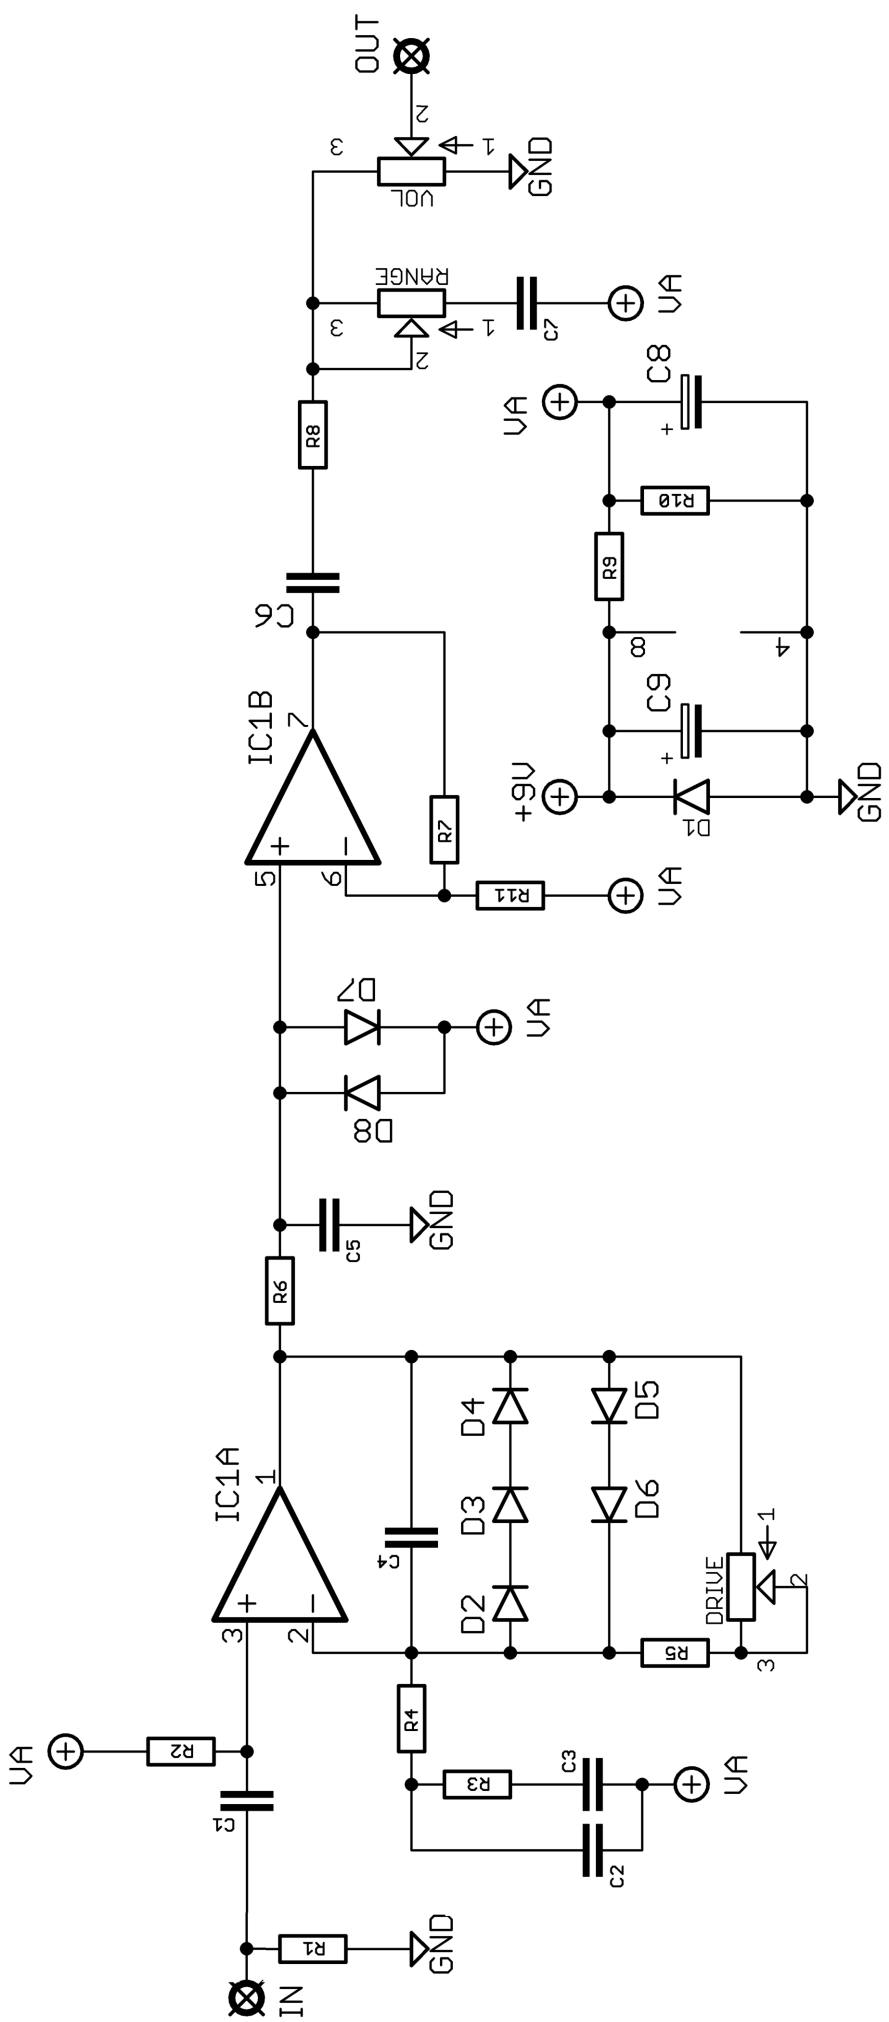 OUT
2
3
1
VOL
GND
RANGE
3
1
2
C7
VA
R8
VA
C8
+
R10
R9
C6
8
4
IC1B
7
C9
+
+9V
D1
GND
+
−
5
6
R7
R11
VA
D7
VA
D8
C5
GND
R6
D4
D5
IC1A
1
D3
D6
C4
1
DRIVE
2
+
−
3
2
D2
R5
3
R4
VA
R2
C3
R3
VA
C1
C2
R1
GND
IN